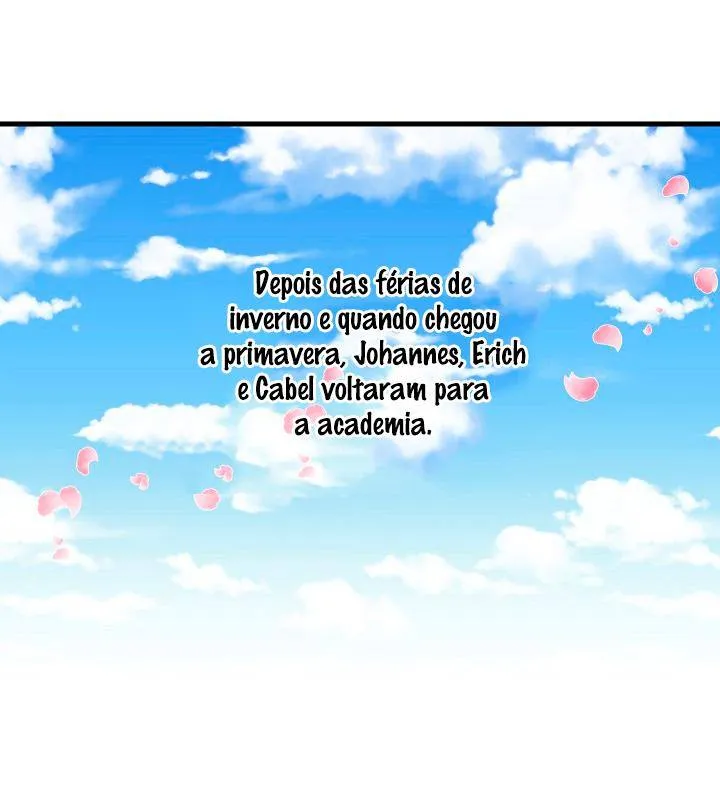 Depois das férias de
inverno e quando chegou
a primavera, Johannes, Erich
e Cabel voltaram para
a academia.